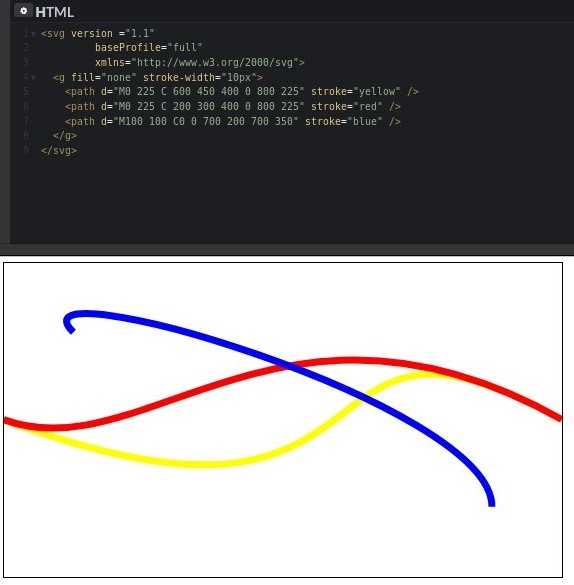 HTML
1 <svg version ="1.1"
2 baseProfile="full"
3 xmlns="http://www.w3.org/2000/svg">
4 <g fill="none" stroke-width="10px">
5 <path d="M0 225 C 600 450 400 0 800 225" stroke="yellow" />
6 <path d="M0 225 C 200 300 400 0 800 225" stroke="red" />
7 <path d="M100 100 C0 0 700 200 700 350" stroke="blue" />
8 </g>
9 </svg>